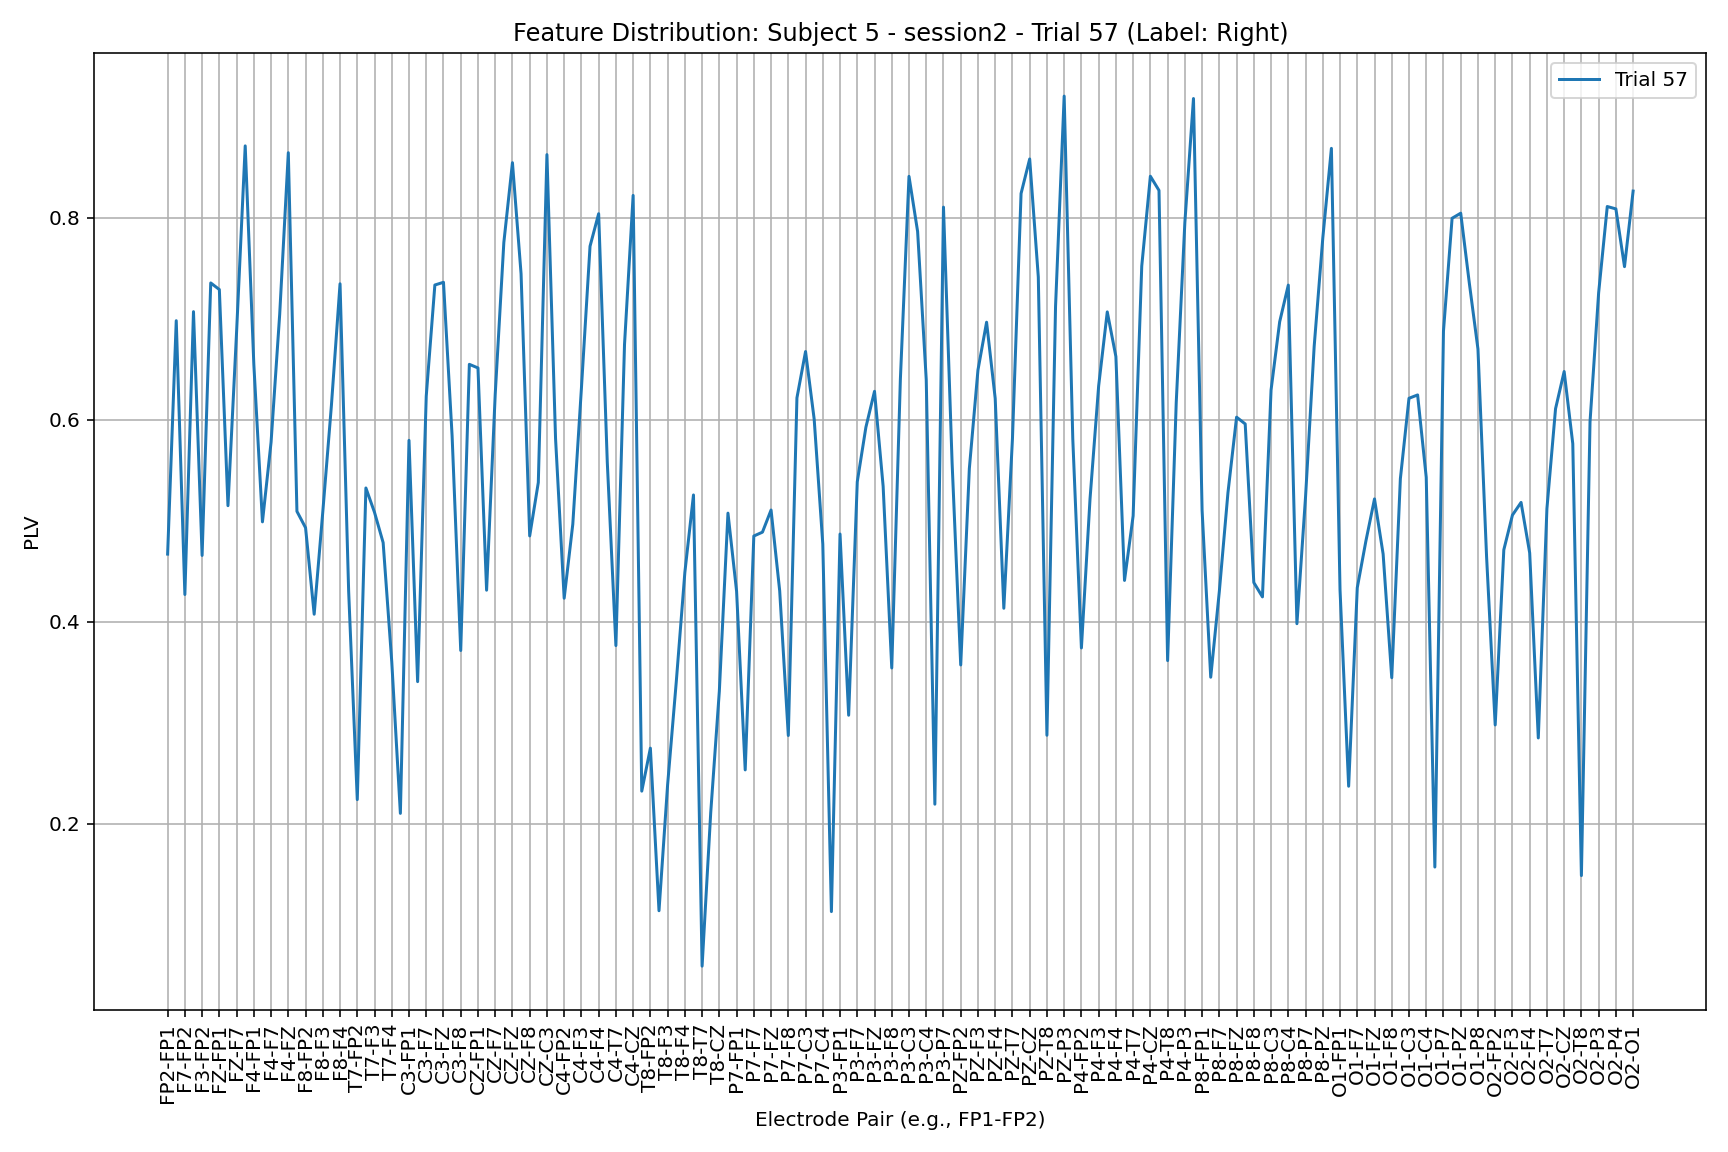 Feature Distribution: Subject 5 - session2 - Trial 57 (Label: Right)
Trial 57
PLV
0.8
0.6
0.4
0.2
FP2-FP1
F7-FP2
F3-FP2
FZ-FP1
FZ-F7
F4-FP1
F4-F7
F4-FZ
F8-FP2
F8-F3
F8-F4
T7-FP2
T7-F3
T7-F4
C3-FP1
C3-F7
C3-FZ
C3-F8
CZ-FP1
CZ-F7
CZ-FZ
CZ-F8
CZ-C3
C4-FP2
C4-F3
C4-F4
C4-T7
C4-CZ
T8-FP2
T8-F3
T8-F4
T8-T7
T8-CZ
P7-FP1
P7-F7
P7-FZ
P7-F8
P7-C3
P7-C4
P3-FP1
P3-F7
P3-FZ
P3-F8
P3-C3
P3-C4
P3-P7
PZ-FP2
PZ-F3
PZ-F4
PZ-T7
PZ-CZ
PZ-T8
PZ-P3
P4-FP2
P4-F3
P4-F4
P4-T7
P4-CZ
P4-T8
P4-P3
P8-FP1
P8-F7
P8-FZ
P8-F8
P8-C3
P8-C4
P8-P7
P8-PZ
O1-FP1
O1-F7
O1-FZ
O1-F8
O1-C3
O1-C4
O1-P7
O1-PZ
O1-P8
O2-FP2
O2-F3
O2-F4
O2-T7
O2-CZ
O2-T8
O2-P3
O2-P4
O2-O1
Electrode Pair (e.g., FP1-FP2)